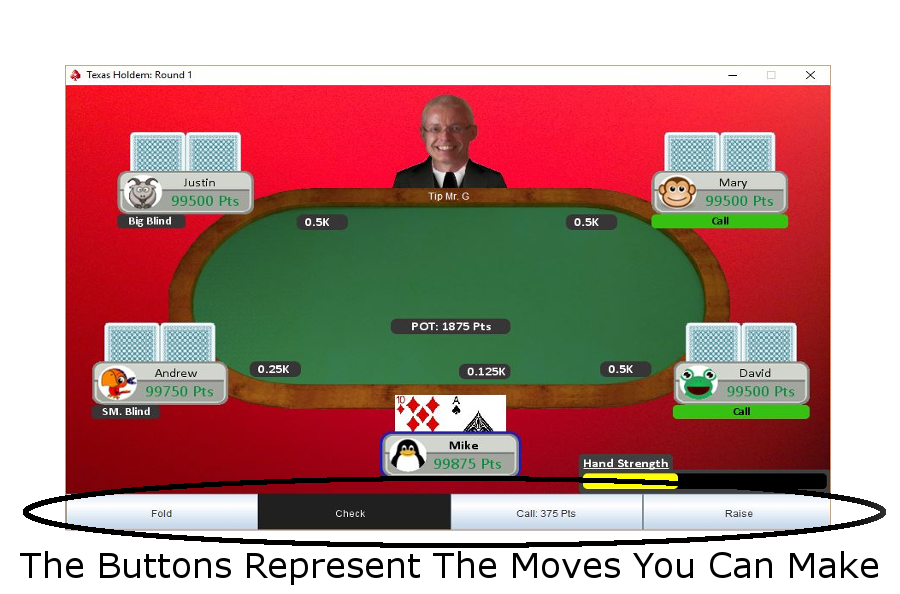 Texas Holdem: Round 1
Justin
99500 Pts
Big Blind
Mary
99500 Pts
Call
Tip Mr. G
0.5K
0.5K
POT: 1875 Pts
Andrew
99750 Pts
SM. Blind
0.25K
0.125K
0.5K
David
99500 Pts
Call
10
A
Mike
99875 Pts
Hand Strength
Fold
Check
Call: 375 Pts
Raise
The Buttons Represent The Moves You Can Make